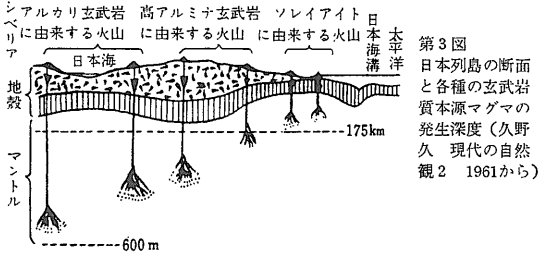 シベリア
アルカリ玄武岩
に由来する火山
高アルミナ玄武岩
に由来する火山
ソレイアイト
に由来する火山
日本海溝
太平洋
日本海
地殻
マントル
175km
600m
第3図
日本列島の断面
と各種の玄武岩
質本源マグマの
発生深度(久野
久 現代の自然
観2 1961から)